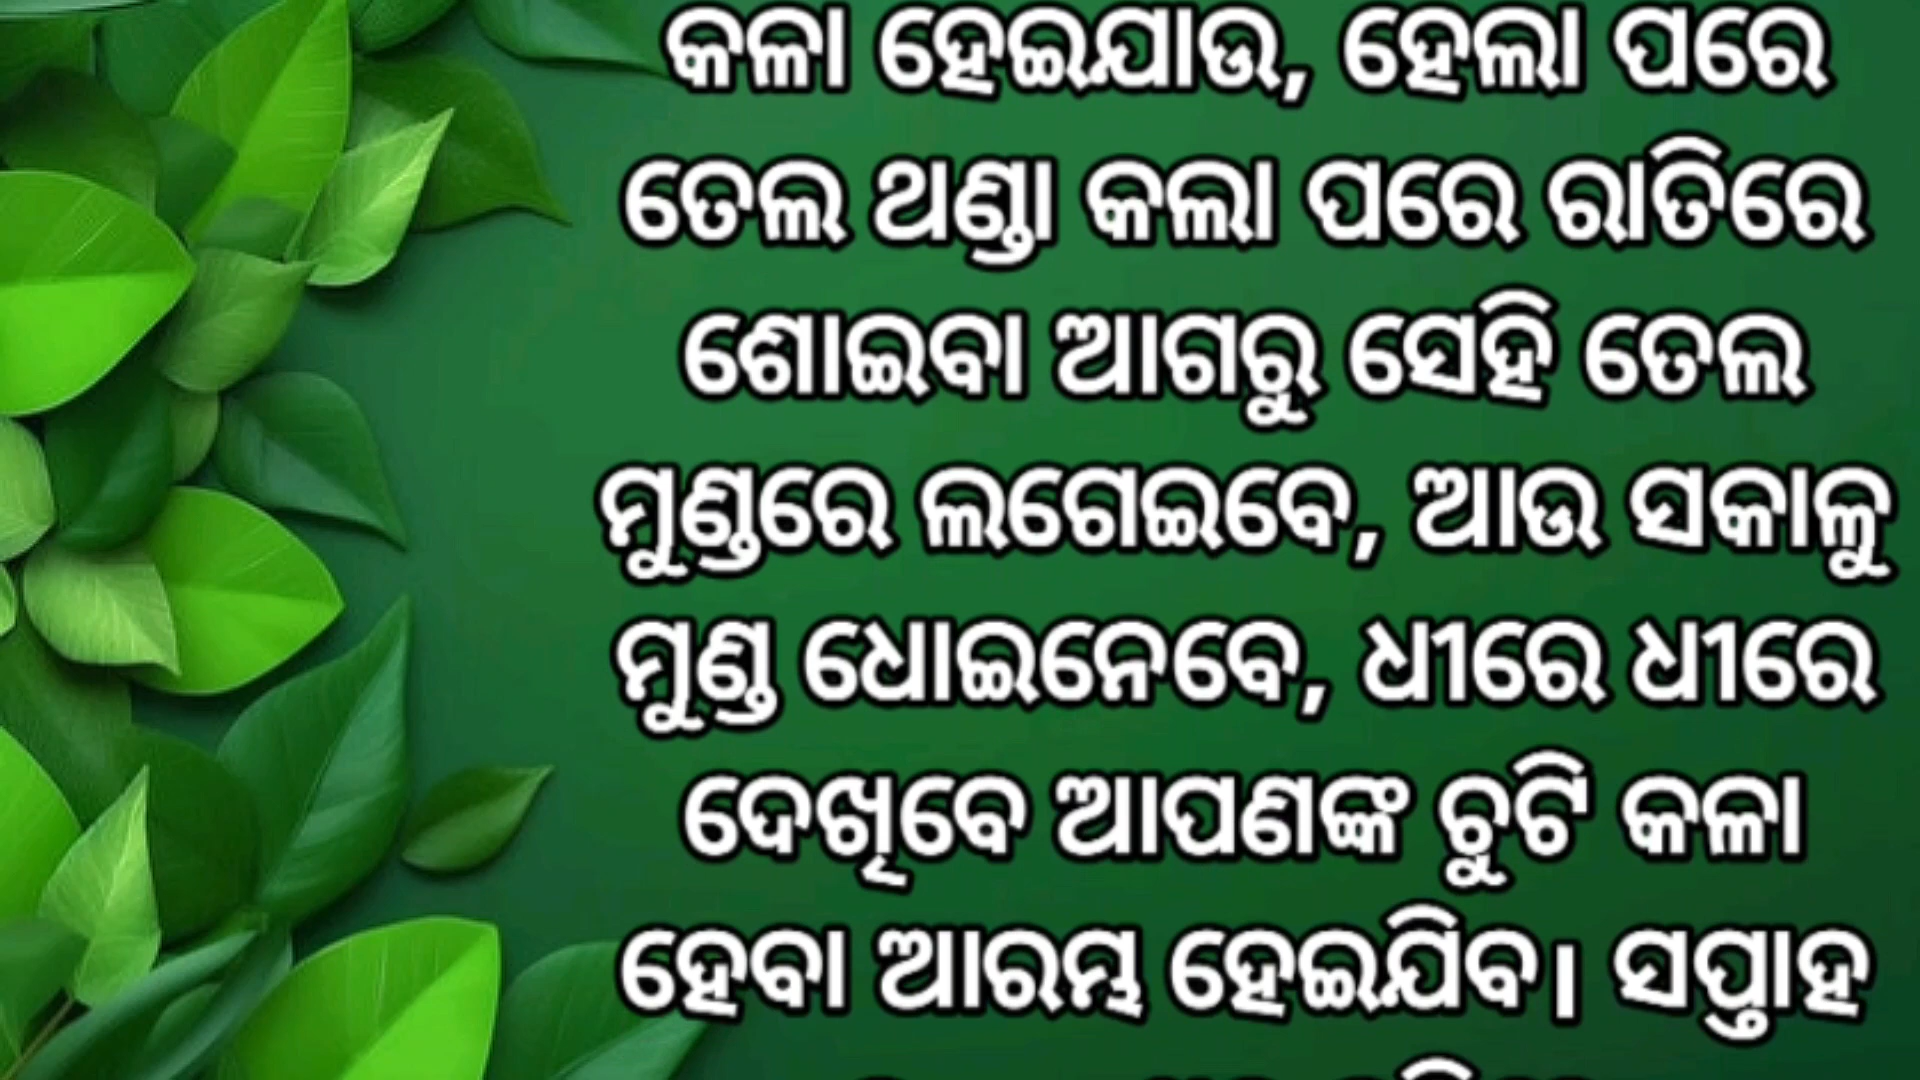 କଳା ହେଇଯାଉ, ହେଲା ପରେ
ତେଲ ଥଣ୍ଡା କଲା ପରେ ରାତିରେ
ଶୋଇବା ଆଗରୁ ସେହି ତେଲ
ମୁଣ୍ଡରେ ଲଗେଇବେ, ଆଉ ସକାଳୁ
ମୁଣ୍ଡ ଧୋଇନେବେ, ଧୀରେ ଧୀରେ
ଦେଖିବେ ଆପଣଙ୍କ ଚୁଟି କଳା
ହେବା ଆରମ୍ଭ ହେଇଯିବ। ସପ୍ତାହ